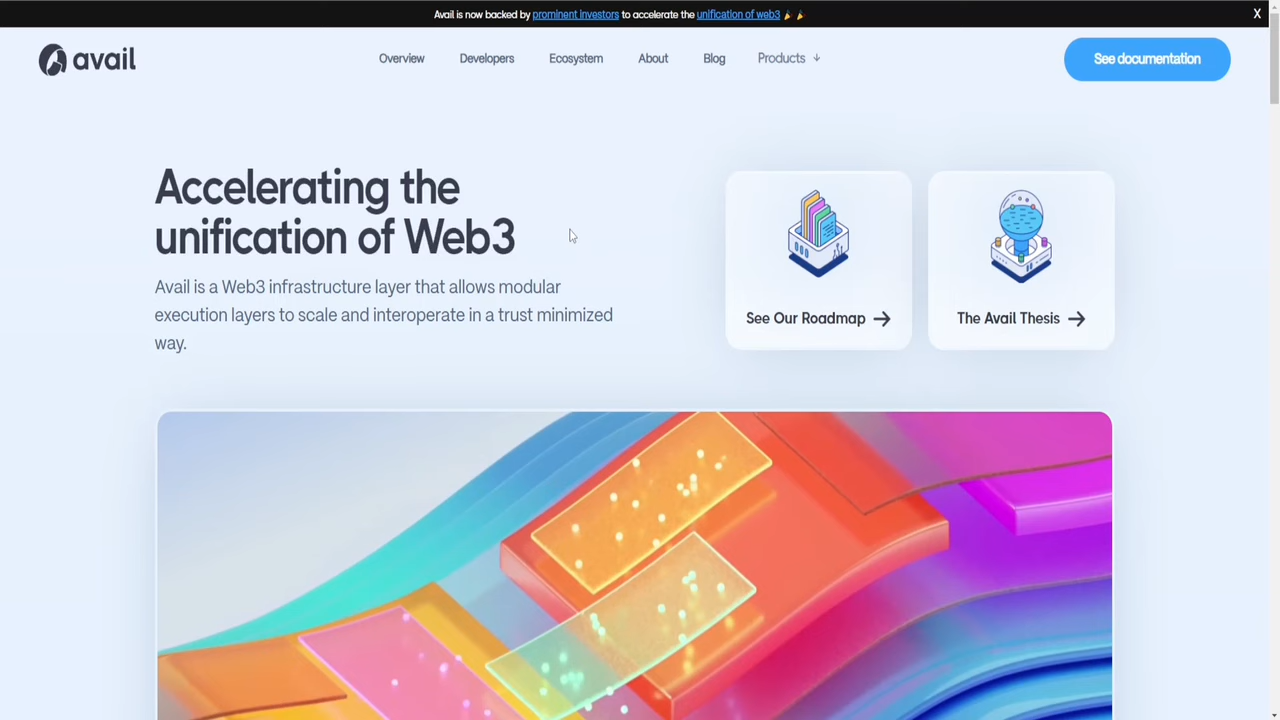 Avail is now backed by prominent investors to accelerate the unification of web3 🎉 🎉
X
avail
Overview
Developers
Ecosystem
About
Blog
Products ↓
See documentation
Accelerating the
unification of Web3
Avail is a Web3 infrastructure layer that allows modular
execution layers to scale and interoperate in a trust minimized
way.
See Our Roadmap →
The Avail Thesis →